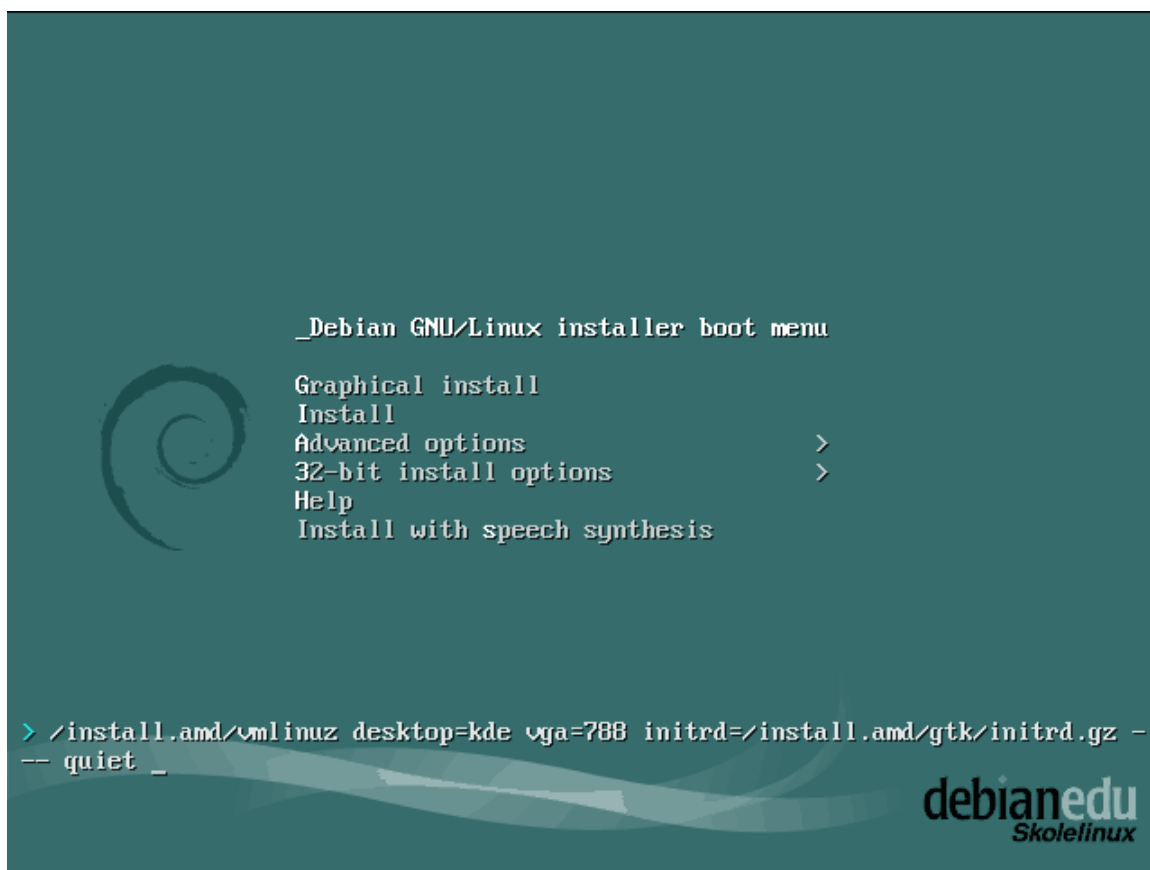 _Debian GNU/Linux installer boot menu
Graphical install
Install
Advanced options >
32-bit install options >
Help
Install with speech synthesis
> /install.amd/vmlinuz desktop=kde vga=788 initrd=/install.amd/gtk/initrd.gz -
-- quiet _
debianedu
Skolelinux